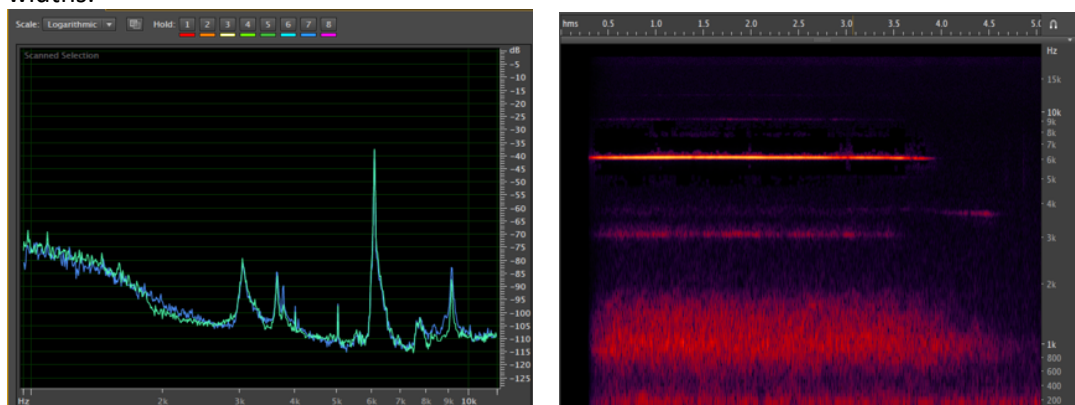 widths.
Scale: Logarithmic Hold: 1 2 3 4 5 6 7 8
Scanned Selection
dB
-5
-10
-15
-20
-25
-30
-35
-40
-45
-50
-55
-60
-65
-70
-75
-80
-85
-90
-95
-100
-105
-110
-115
-120
-125
Hz 2k 3k 4k 5k 6k 7k 8k 9k 10k
hms 0.5 1.0 1.5 2.0 2.5 3.0 3.5 4.0 4.5 5.0
Hz
15k
10k
9k
8k
7k
6k
5k
4k
3k
2k
1k
800
600
400
200